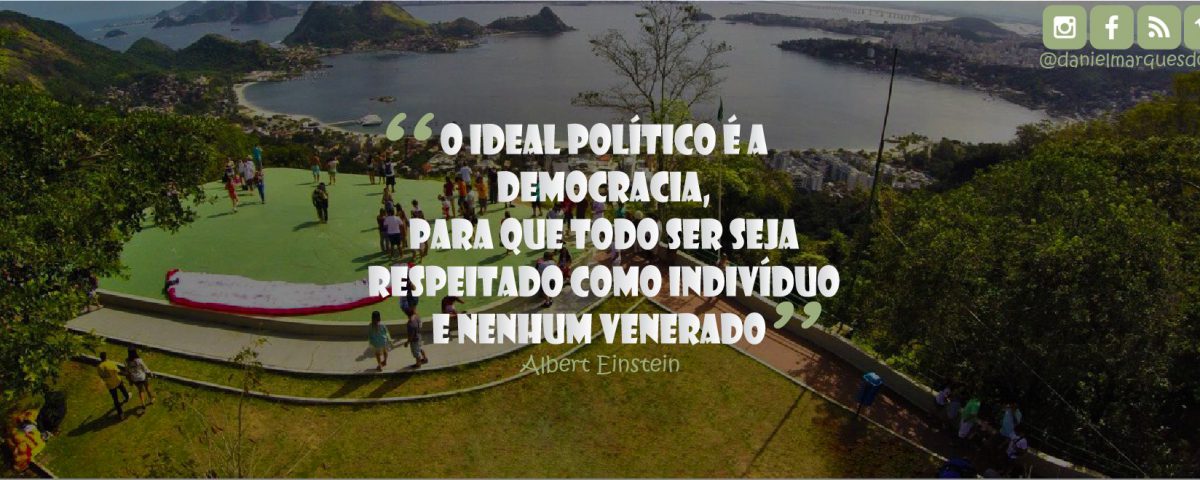 @danielmarquesd
“ O IDEAL POLÍTICO É A
DEMOCRACIA,
PARA QUE TODO SER SEJA
RESPEITADO COMO INDIVÍDUO
E NENHUM VENERADO ”
Albert Einstein